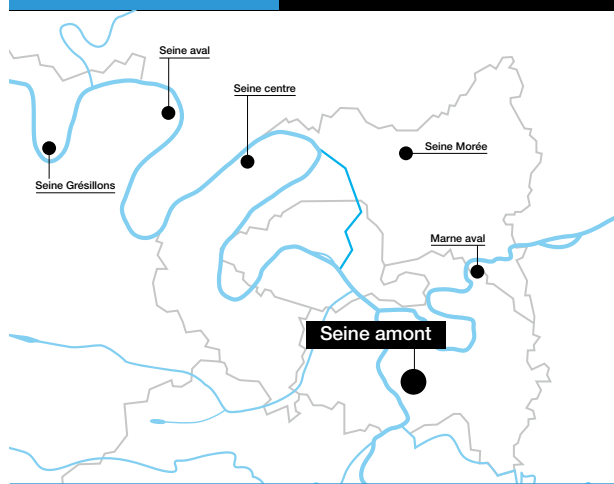 Seine aval
Seine centre
Seine Morée
Seine Grésillons
Marne aval
Seine amont